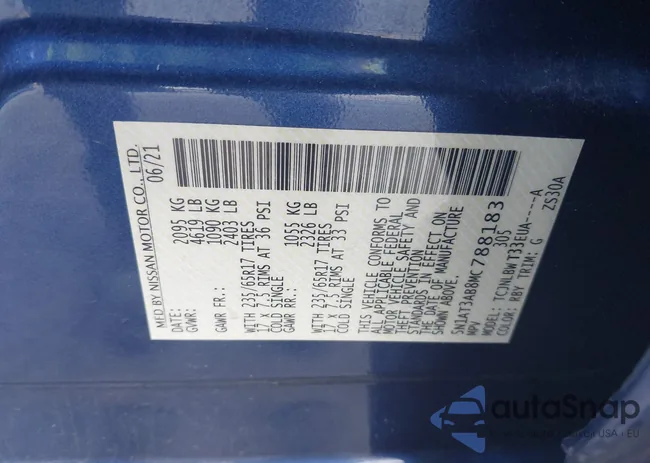 MFD BY NISSAN MOTOR CO., LTD.
DATE: 06/21
GVWR: 2095 KG
4619 LB
GAWR FR: 1090 KG
2403 LB
WITH 235/65R17 TIRES
17 X 7.5 RIMS AT 36 PSI
COLD SINGLE
GAWR RR: 1055 KG
2326 LB
WITH 235/65R17 TIRES
17 X 7.5 RIMS AT 33 PSI
COLD SINGLE
THIS VEHICLE CONFORMS TO
ALL APPLICABLE FEDERAL
MOTOR VEHICLE SAFETY AND
THEFT PREVENTION
STANDARDS IN EFFECT ON
THE DATE OF MANUFACTURE
SHOWN ABOVE.
5N1AT3AB8MC788183
MPV 305
TCJNLBWT33EUA-----A
COLOR: RBY TRIM: G ZS30A
autoSnap